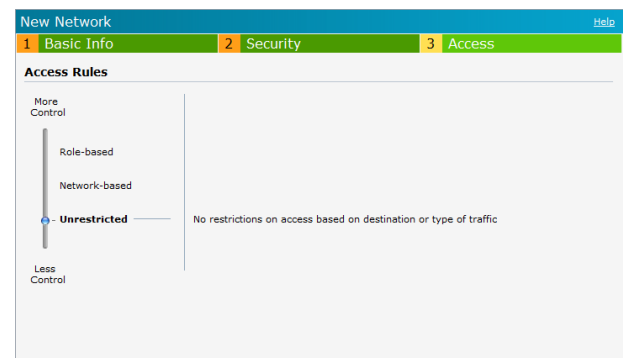 New Network Help
1 Basic Info 2 Security 3 Access
Access Rules
More
Control
Role-based
Network-based
Unrestricted No restrictions on access based on destination or type of traffic
Less
Control